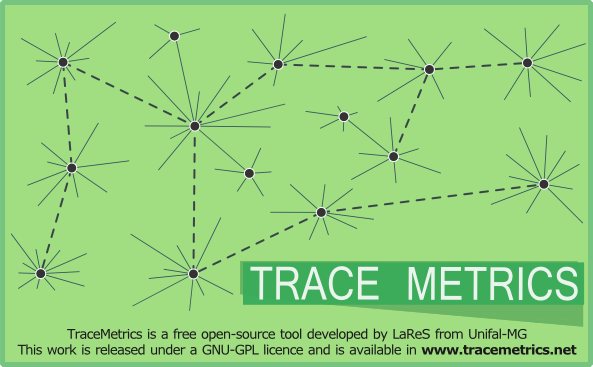 TRACE METRICS
TraceMetrics is a free open-source tool developed by LaReS from Unifal-MG
This work is released under a GNU-GPL licence and is available in www.tracemetrics.net